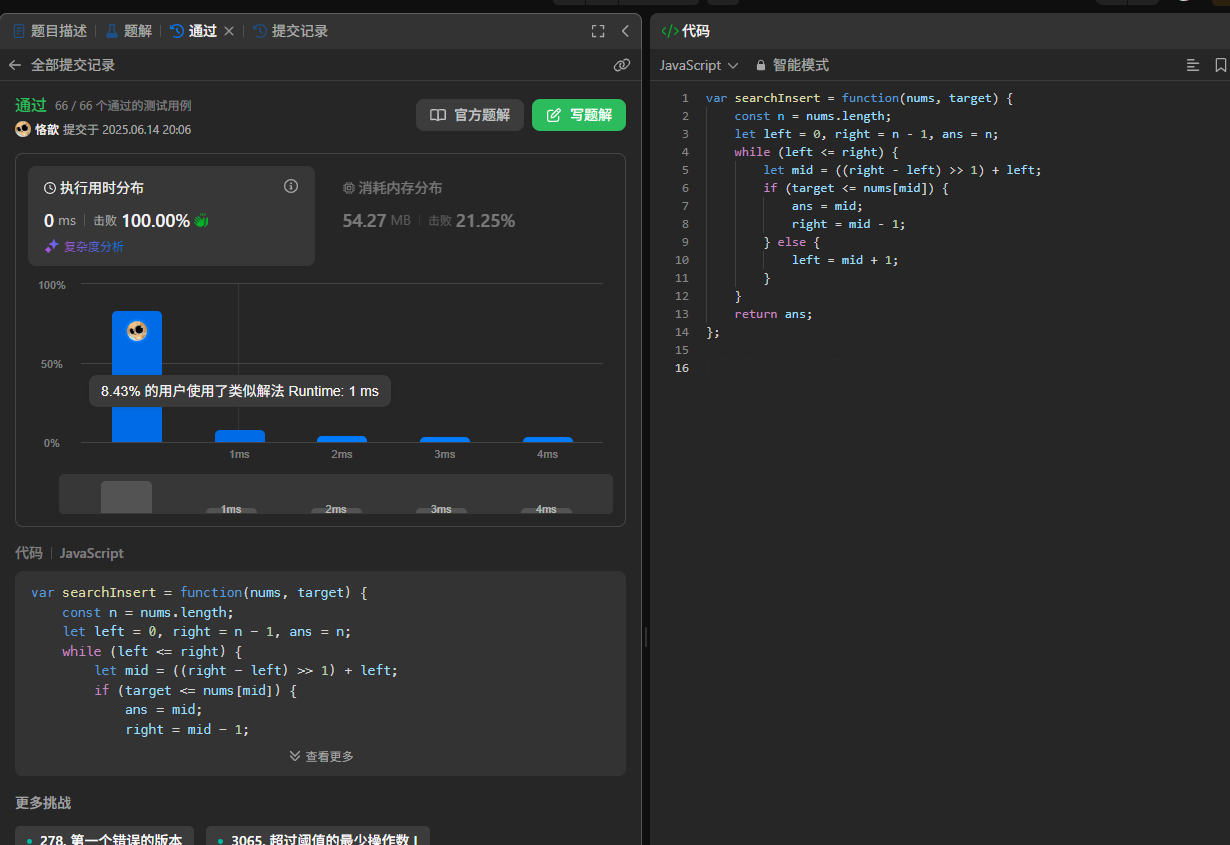 题目描述 题解 通过 提交记录
全部提交记录
通过 66 / 66 个通过的测试用例
恪歆 提交于 2025.06.14 20:06
官方题解 写题解
执行用时分布
0 ms 击败 100.00%
复杂度分析
消耗内存分布
54.27 MB 击败 21.25%
100%
50%
0%
8.43% 的用户使用了类似解法 Runtime: 1 ms
1ms 2ms 3ms 4ms
1ms 2ms 3ms 4ms
代码 JavaScript
var searchInsert = function(nums, target) {
const n = nums.length;
let left = 0, right = n - 1, ans = n;
while (left <= right) {
let mid = ((right - left) >> 1) + left;
if (target <= nums[mid]) {
ans = mid;
right = mid - 1;
查看更多
更多挑战
278. 第一个错误的版本 3065. 超过阈值的最少操作数 I
</> 代码
JavaScript 智能模式
1 var searchInsert = function(nums, target) {
2 const n = nums.length;
3 let left = 0, right = n - 1, ans = n;
4 while (left <= right) {
5 let mid = ((right - left) >> 1) + left;
6 if (target <= nums[mid]) {
7 ans = mid;
8 right = mid - 1;
9 } else {
10 left = mid + 1;
11 }
12 }
13 return ans;
14 };
15
16